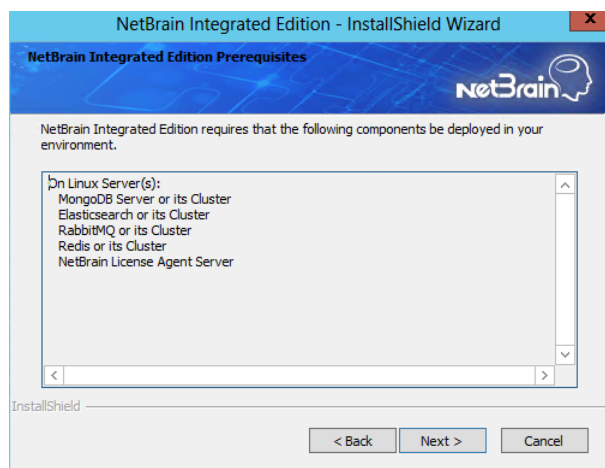 NetBrain Integrated Edition - InstallShield Wizard
x
NetBrain Integrated Edition Prerequisites
NetBrain
NetBrain Integrated Edition requires that the following components be deployed in your
environment.
On Linux Server(s):
MongoDB Server or its Cluster
Elasticsearch or its Cluster
RabbitMQ or its Cluster
Redis or its Cluster
NetBrain License Agent Server
InstallShield
< Back
Next >
Cancel